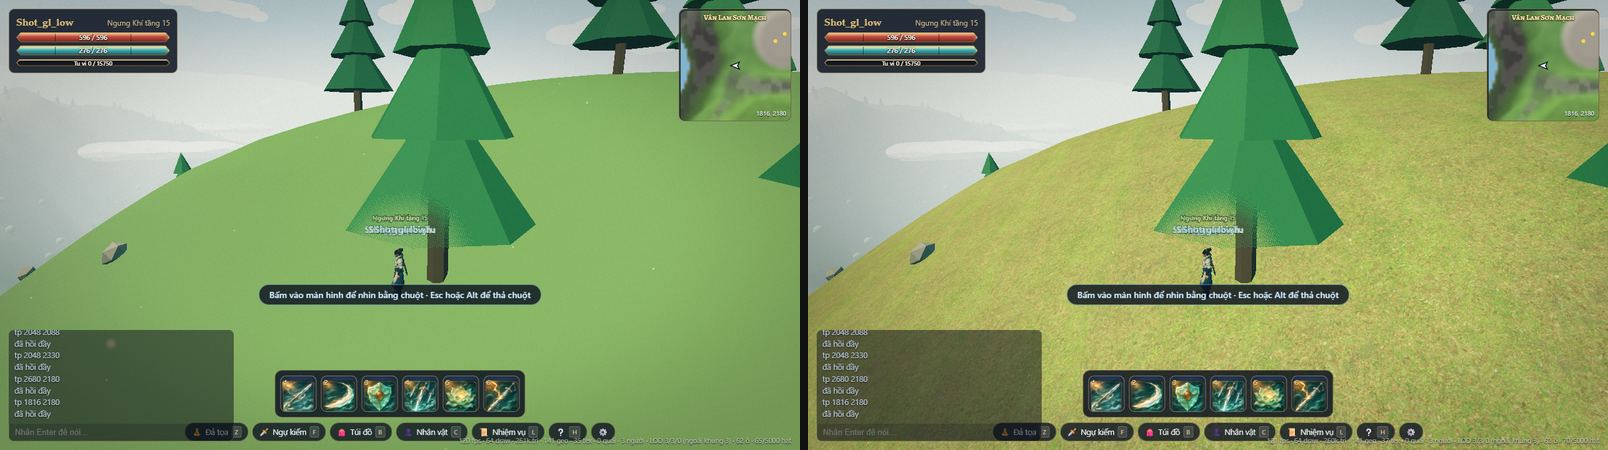 Shot_gl_low
Ngưng Khí tầng 15
596 / 596
276 / 276
Tu vi 0 / 15750
VÂN LAM SƠN MẠCH
1816, 2180
Ngưng Khí tầng 15
Bấm vào màn hình để nhìn bằng chuột - Esc hoặc Alt để thả chuột
tp 2048 2088
đã hồi đầy
tp 2048 2330
đã hồi đầy
tp 2680 2180
đã hồi đầy
tp 1816 2180
đã hồi đầy
Nhấn Enter để nói...
Đả tọa Z
Ngự kiếm F
Túi đồ B
Nhân vật C
Nhiệm vụ L
? H
Shot_gl_low
Ngưng Khí tầng 15
596 / 596
276 / 276
Tu vi 0 / 15750
VÂN LAM SƠN MẠCH
1816, 2180
Ngưng Khí tầng 15
Bấm vào màn hình để nhìn bằng chuột - Esc hoặc Alt để thả chuột
tp 2048 2088
đã hồi đầy
tp 2048 2330
đã hồi đầy
tp 2680 2180
đã hồi đầy
tp 1816 2180
đã hồi đầy
Nhấn Enter để nói...
Đả tọa Z
Ngự kiếm F
Túi đồ B
Nhân vật C
Nhiệm vụ L
? H